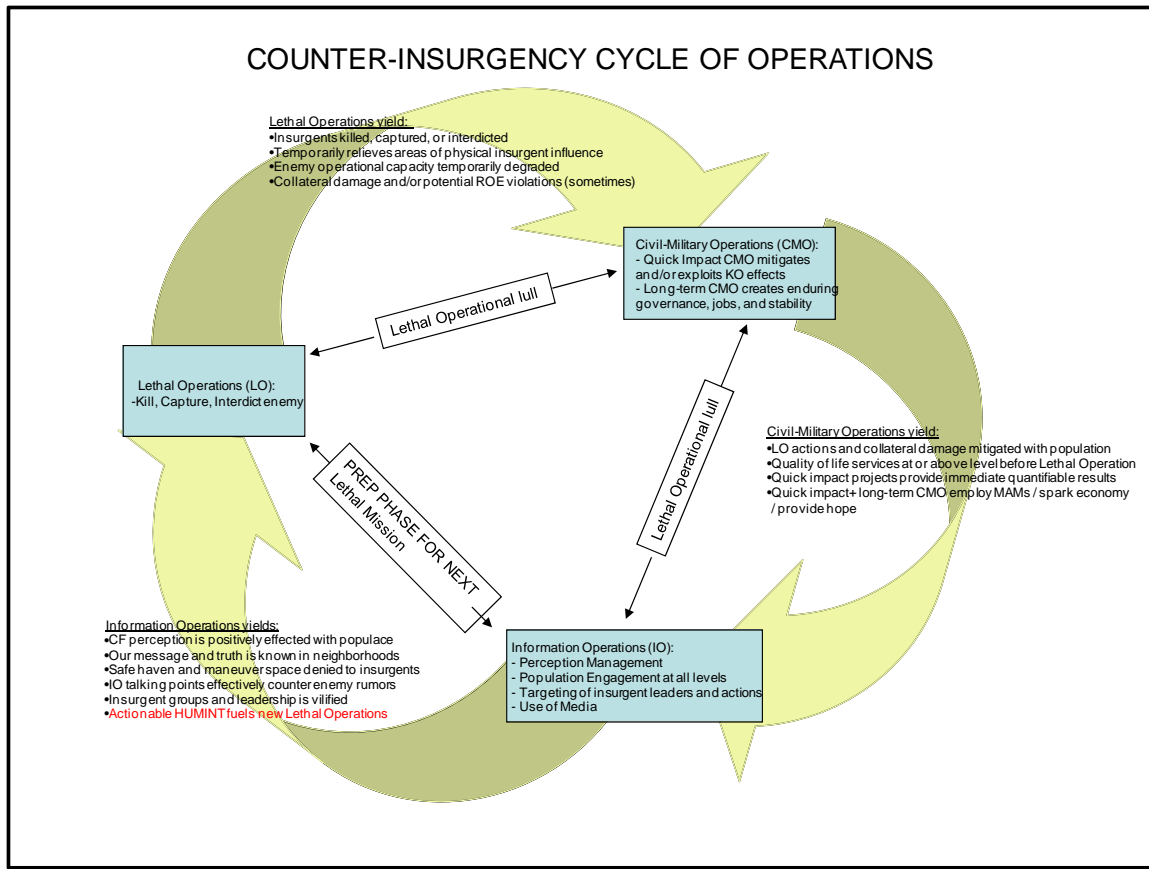 COUNTER-INSURGENCY CYCLE OF OPERATIONS
Lethal Operations yield:
•Insurgents killed, captured, or interdicted
•Temporarily relieves areas of physical insurgent influence
•Enemy operational capacity temporarily degraded
•Collateral damage and/or potential ROE violations (sometimes)
Civil-Military Operations (CMO):
- Quick Impact CMO mitigates
and/or exploits KO effects
- Long-term CMO creates enduring
governance, jobs, and stability
Lethal Operational lull
Lethal Operations (LO):
-Kill, Capture, Interdict enemy
Lethal Operational lull
Civil-Military Operations yield:
•LO actions and collateral damage mitigated with population
•Quality of life services at or above level before Lethal Operation
•Quick impact projects provide immediate quantifiable results
•Quick impact+ long-term CMO employ MAMs / spark economy
/ provide hope
PREP PHASE FOR NEXT
Lethal Mission
Information Operations yields:
•CF perception is positively effected with populace
•Our message and truth is known in neighborhoods
•Safe haven and maneuver space denied to insurgents
•IO talking points effectively counter enemy rumors
•Insurgent groups and leadership is vilified
•Actionable HUMINT fuels new Lethal Operations
Information Operations (IO):
- Perception Management
- Population Engagement at all levels
- Targeting of insurgent leaders and actions
- Use of Media